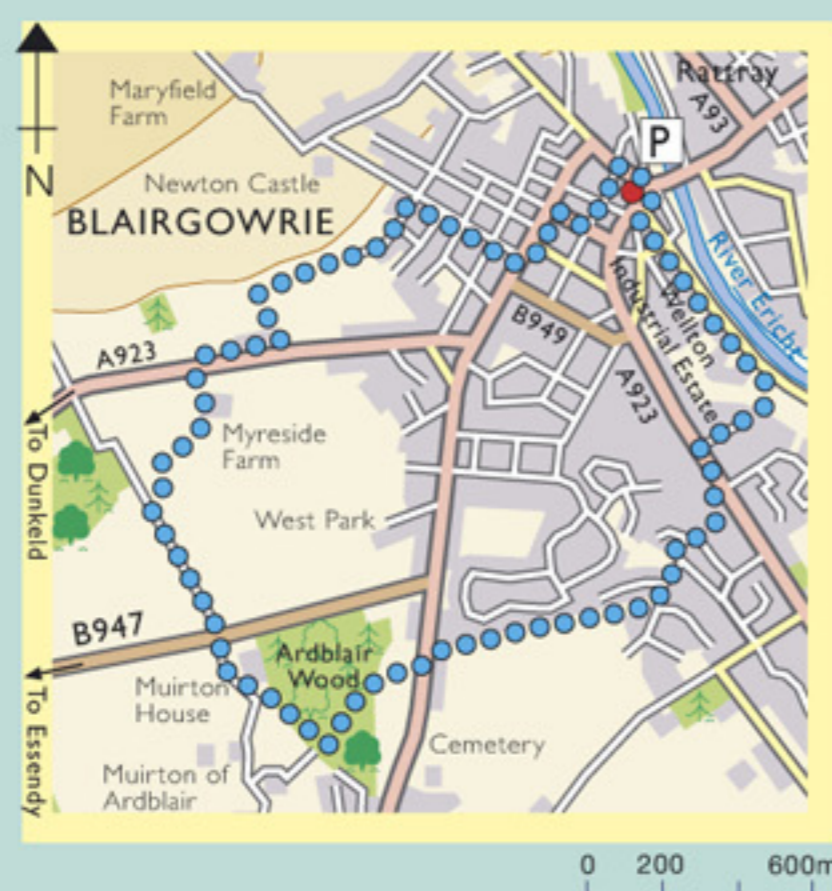 Rattray
Maryfield
Farm
A93
P
N
Newton Castle
BLAIRGOWRIE
River Ericht
Welton
Industrial Estate
B949
A923
A923
Myreside
Farm
To Dunkeld
West Park
B947
Ardblair
Wood
Muirton
House
To Essendy
Cemetery
Muirton of
Ardblair
0 200 600m